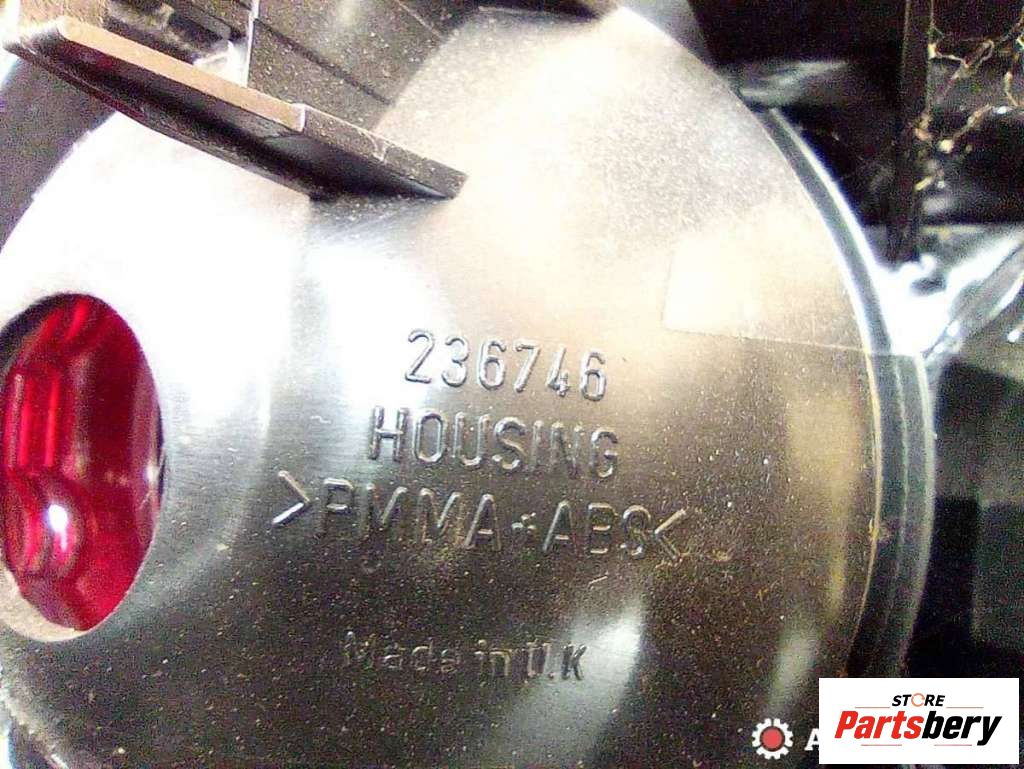 236746
HOUSING
>PMMA+ABS<
Made in U.K
STORE
Partsbery